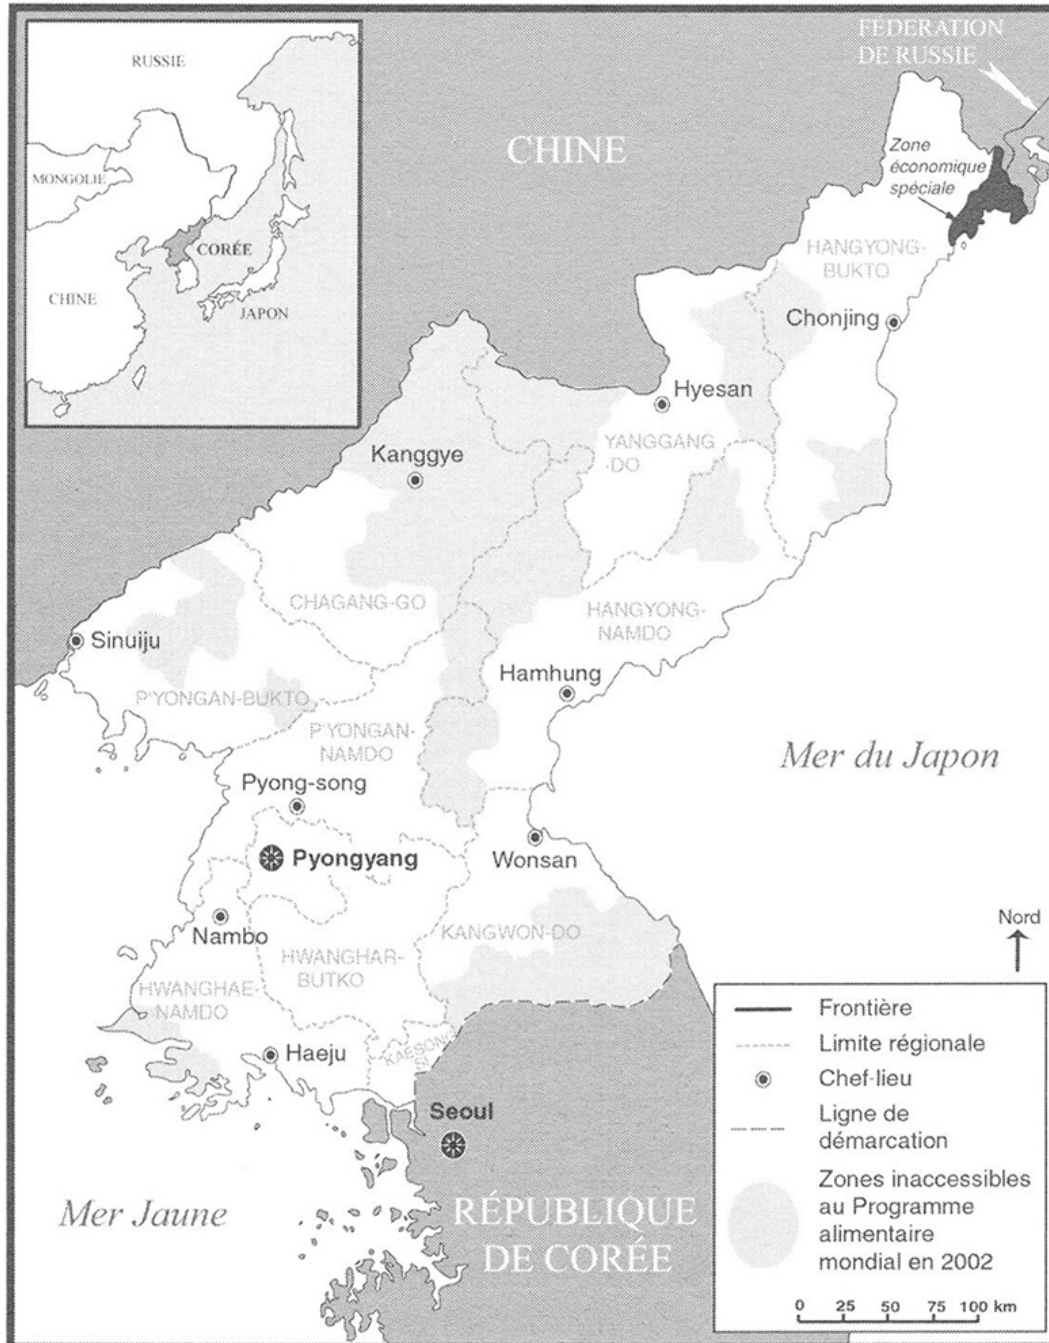 RUSSIE
MONGOLIE
CORÉE
CHINE
JAPON
FÉDÉRATION
DE RUSSIE
CHINE
Zone
économique
spéciale
HANGYONG-
BUKTO
Chonjing
Hyesan
YANGGANG
-DO
Kanggye
CHAGANG-GO
HANGYONG-
NAMDO
Sinuiju
Hamhung
P'YONGAN-BUKTO
P'YONGAN-
NAMDO
Mer du Japon
Pyong-song
Pyongyang
Wonsan
Nambo
KANGWON-DO
HWANGHAR-
BUTKO
HWANGHAE-
NAMDO
Haeju
KAESONG
SI
Seoul
Mer Jaune
RÉPUBLIQUE
DE CORÉE
Nord
Frontière
Limite régionale
Chef-lieu
Ligne de
démarcation
Zones inaccessibles
au Programme
alimentaire
mondial en 2002
0 25 50 75 100 km